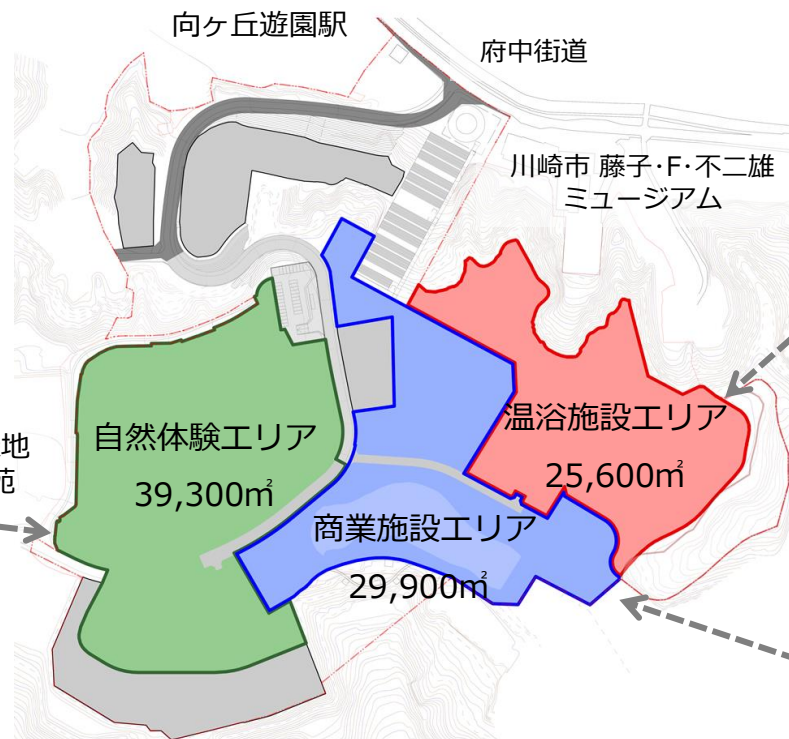 向ヶ丘遊園駅
府中街道
川崎市 藤子・F・不二雄
ミュージアム
温浴施設エリア
25,600㎡
自然体験エリア
39,300㎡
地
苑
商業施設エリア
29,900㎡